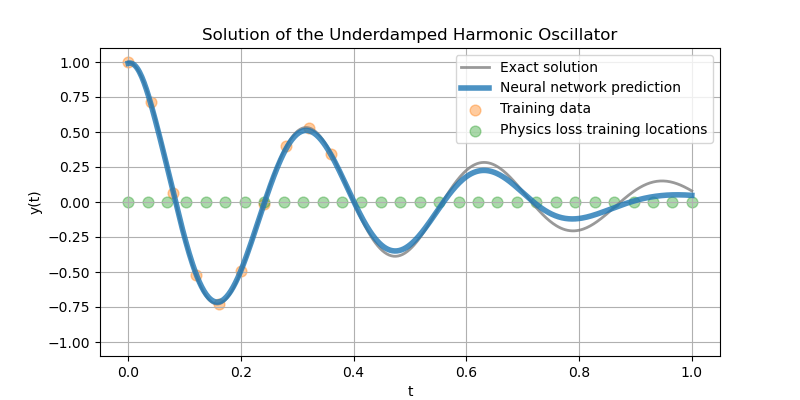 Solution of the Underdamped Harmonic Oscillator
Exact solution
Neural network prediction
Training data
Physics loss training locations
y(t)
1.00
0.75
0.50
0.25
0.00
−0.25
−0.50
−0.75
−1.00
0.0 0.2 0.4 0.6 0.8 1.0
t